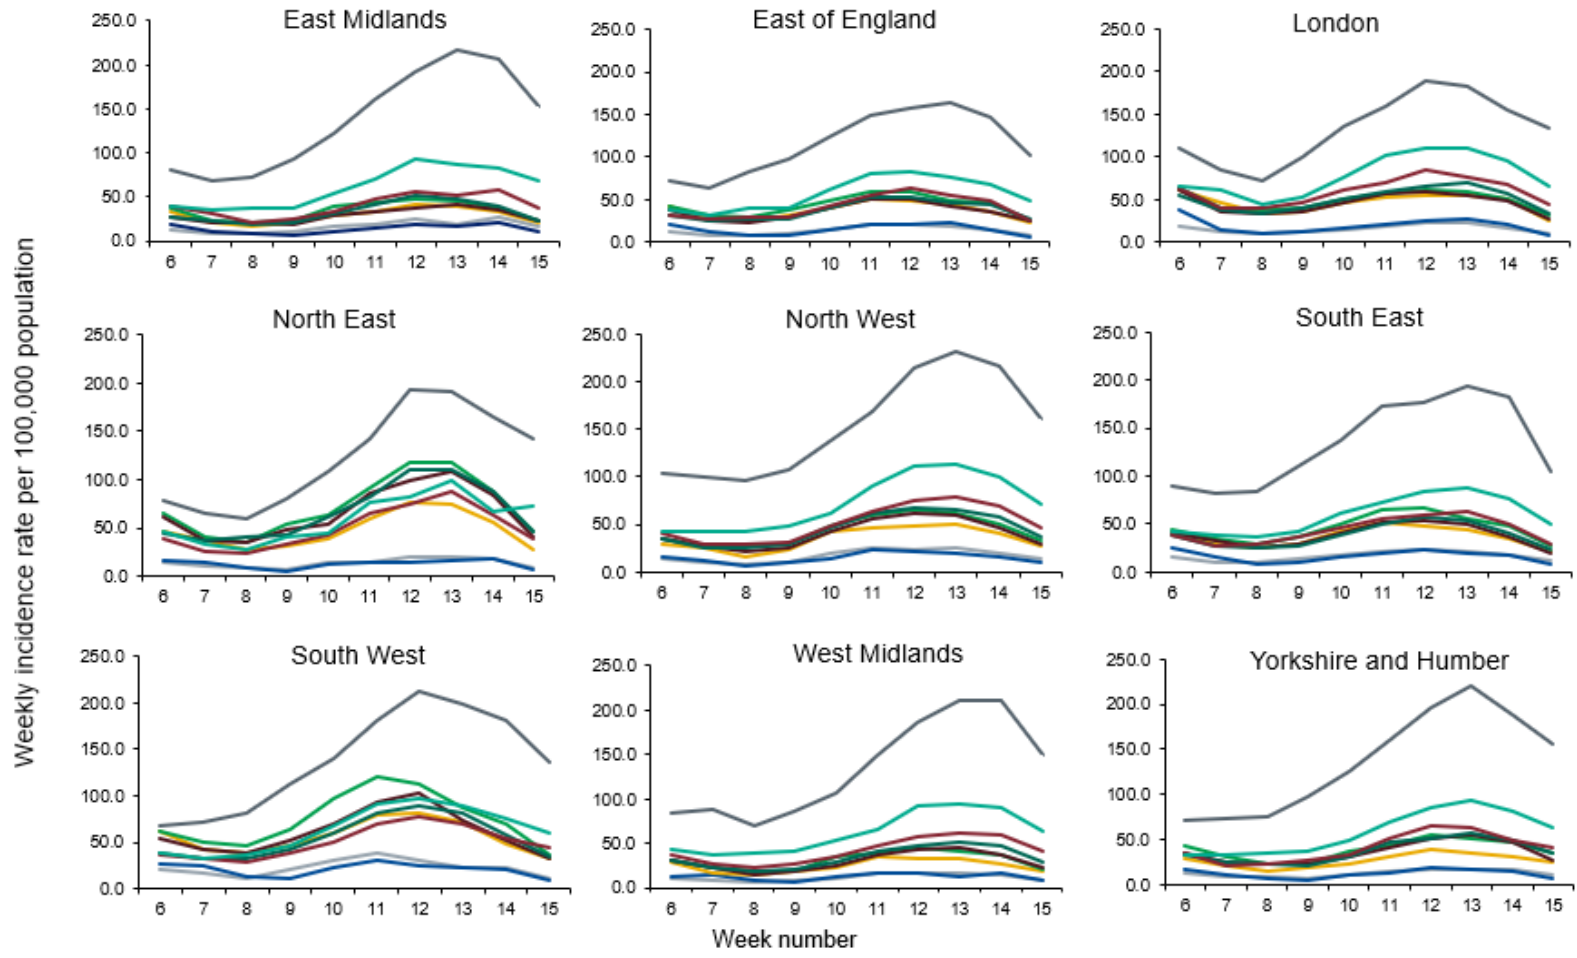 Weekly incidence rate per 100,000 population
East Midlands
250.0
200.0
150.0
100.0
50.0
0.0
6 7 8 9 10 11 12 13 14 15
East of England
250.0
200.0
150.0
100.0
50.0
0.0
6 7 8 9 10 11 12 13 14 15
London
250.0
200.0
150.0
100.0
50.0
0.0
6 7 8 9 10 11 12 13 14 15
North East
250.0
200.0
150.0
100.0
50.0
0.0
6 7 8 9 10 11 12 13 14 15
North West
250.0
200.0
150.0
100.0
50.0
0.0
6 7 8 9 10 11 12 13 14 15
South East
250.0
200.0
150.0
100.0
50.0
0.0
6 7 8 9 10 11 12 13 14 15
South West
250.0
200.0
150.0
100.0
50.0
0.0
6 7 8 9 10 11 12 13 14 15
West Midlands
250.0
200.0
150.0
100.0
50.0
0.0
6 7 8 9 10 11 12 13 14 15
Yorkshire and Humber
250.0
200.0
150.0
100.0
50.0
0.0
6 7 8 9 10 11 12 13 14 15
Week number